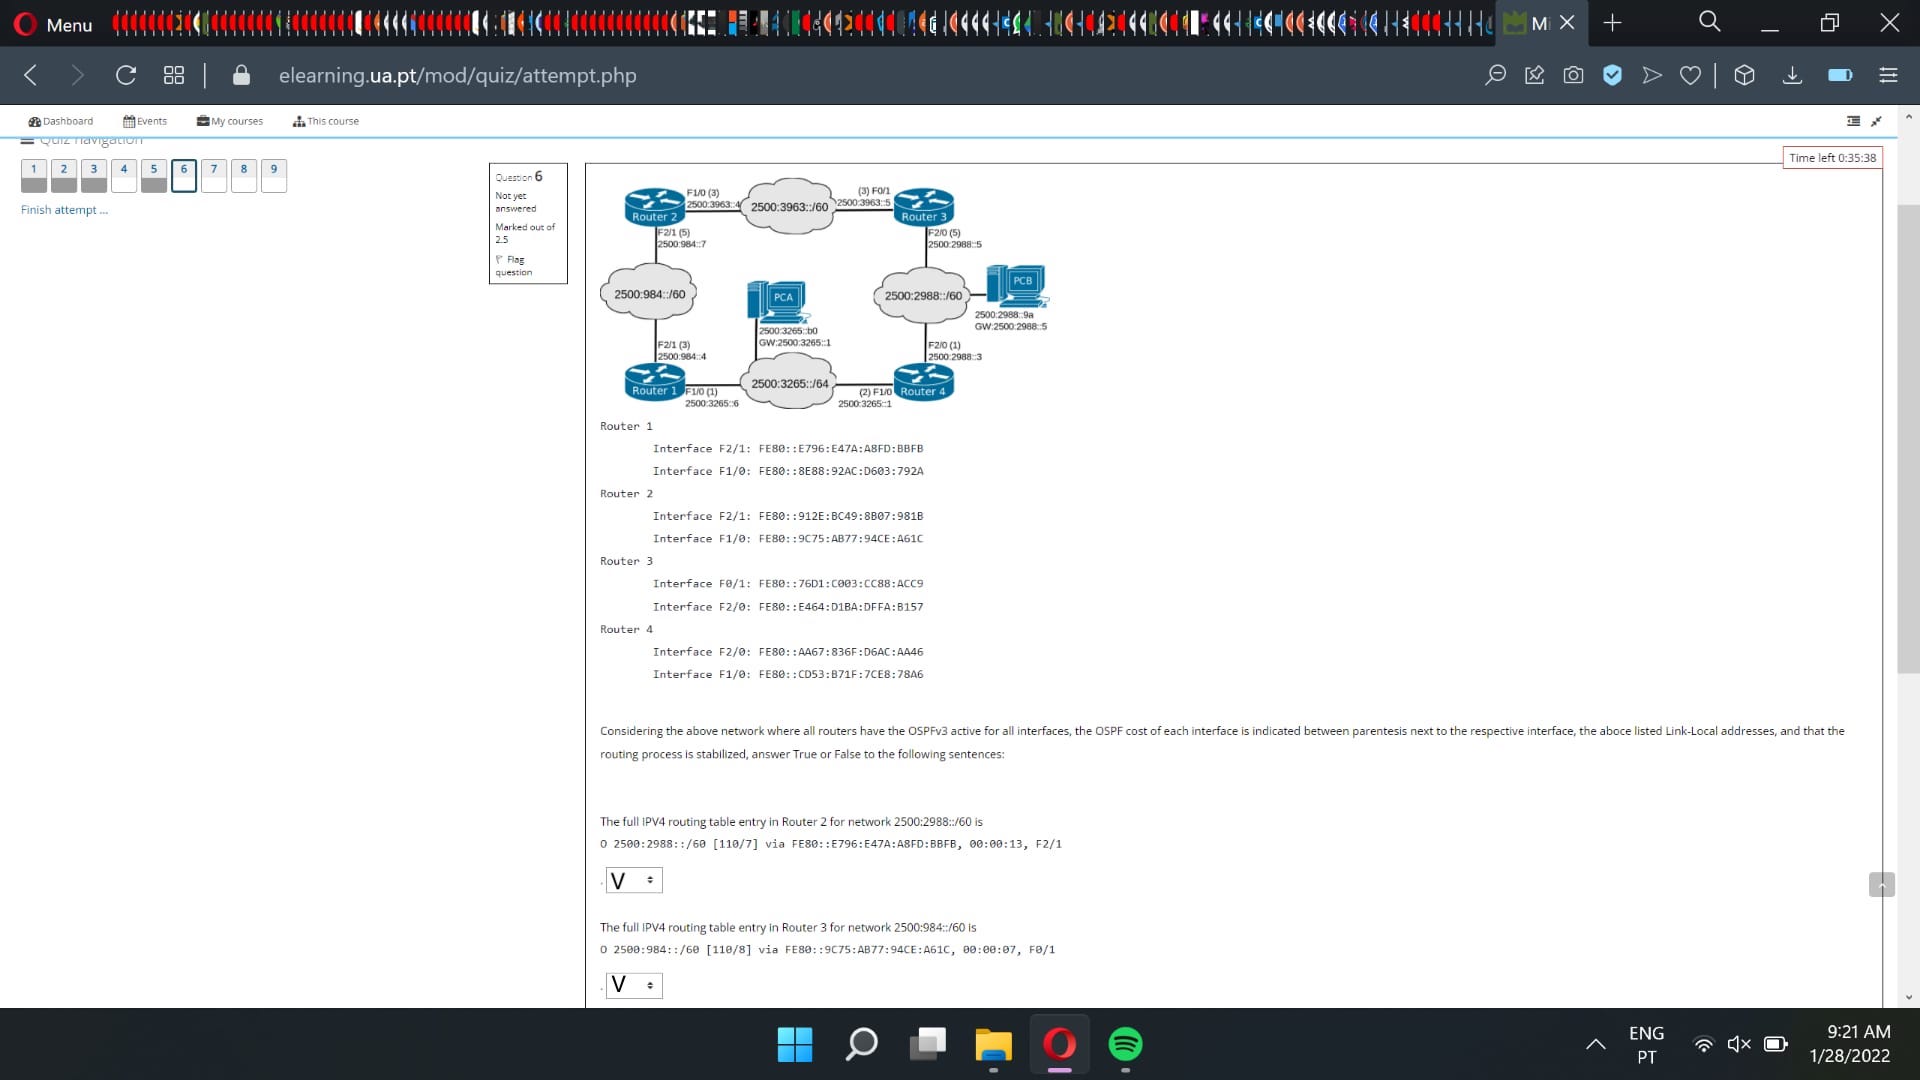 Menu
M
elearning.ua.pt/mod/quiz/attempt.php
Dashboard
Events
My courses
This course
Quiz navigation
1 2 3 4 5 6 7 8 9
Finish attempt ...
Time left 0:35:38
Question 6
Not yet
answered
Marked out of
2.5
Flag
question
F1/0 (3)
2500:3963::4
2500:3963::/60
(3) F0/1
2500:3963::5
Router 2
Router 3
F2/1 (5)
2500:984::7
F2/0 (5)
2500:2988::5
2500:984::/60
PCA
2500:2988::/60
PCB
2500:2988::9a
GW:2500:2988::5
2500:3265::b0
GW:2500:3265::1
F2/1 (3)
2500:984::4
F2/0 (1)
2500:2988::3
Router 1
F1/0 (1)
2500:3265::6
2500:3265::/64
(2) F1/0
2500:3265::1
Router 4
Router 1
Interface F2/1: FE80::E796:E47A:A8FD:BBFB
Interface F1/0: FE80::8E88:92AC:D603:792A
Router 2
Interface F2/1: FE80::912E:BC49:8B07:981B
Interface F1/0: FE80::9C75:AB77:94CE:A61C
Router 3
Interface F0/1: FE80::76D1:C003:CC88:ACC9
Interface F2/0: FE80::E464:D1BA:DFFA:B157
Router 4
Interface F2/0: FE80::AA67:836F:D6AC:AA46
Interface F1/0: FE80::CD53:B71F:7CE8:78A6
Considering the above network where all routers have the OSPFv3 active for all interfaces, the OSPF cost of each interface is indicated between parentesis next to the respective interface, the aboce listed Link-Local addresses, and that the
routing process is stabilized, answer True or False to the following sentences:
The full IPV4 routing table entry in Router 2 for network 2500:2988::/60 is
O 2500:2988::/60 [110/7] via FE80::E796:E47A:A8FD:BBFB, 00:00:13, F2/1
. V
The full IPV4 routing table entry in Router 3 for network 2500:984::/60 is
O 2500:984::/60 [110/8] via FE80::9C75:AB77:94CE:A61C, 00:00:07, F0/1
. V
ENG
PT
9:21 AM
1/28/2022